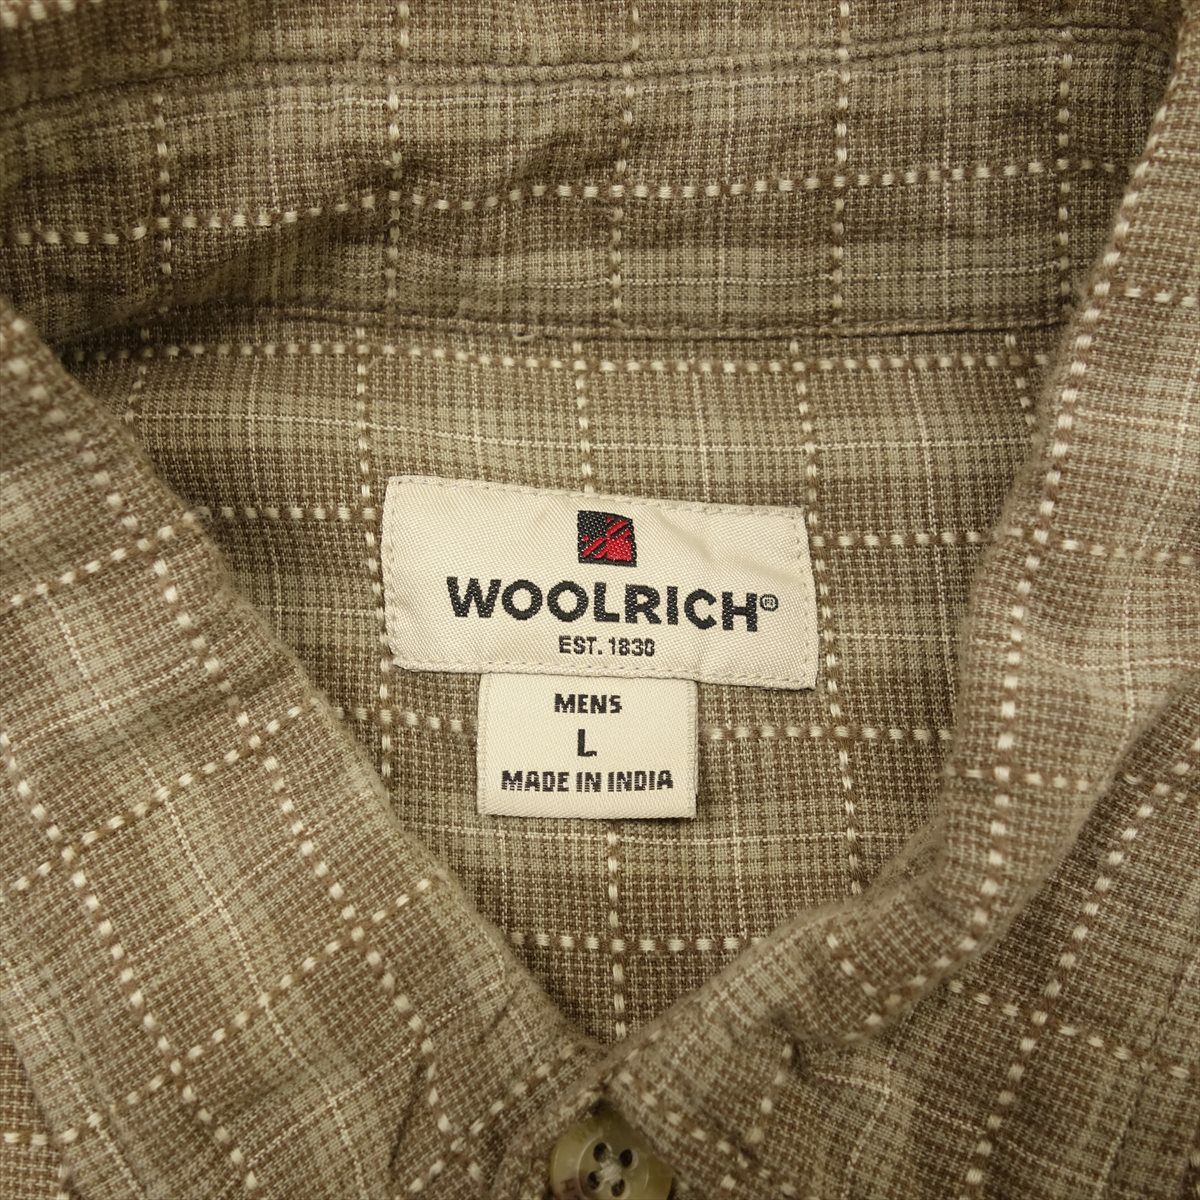 WOOLRICH®
EST. 1830
MENS
L
MADE IN INDIA